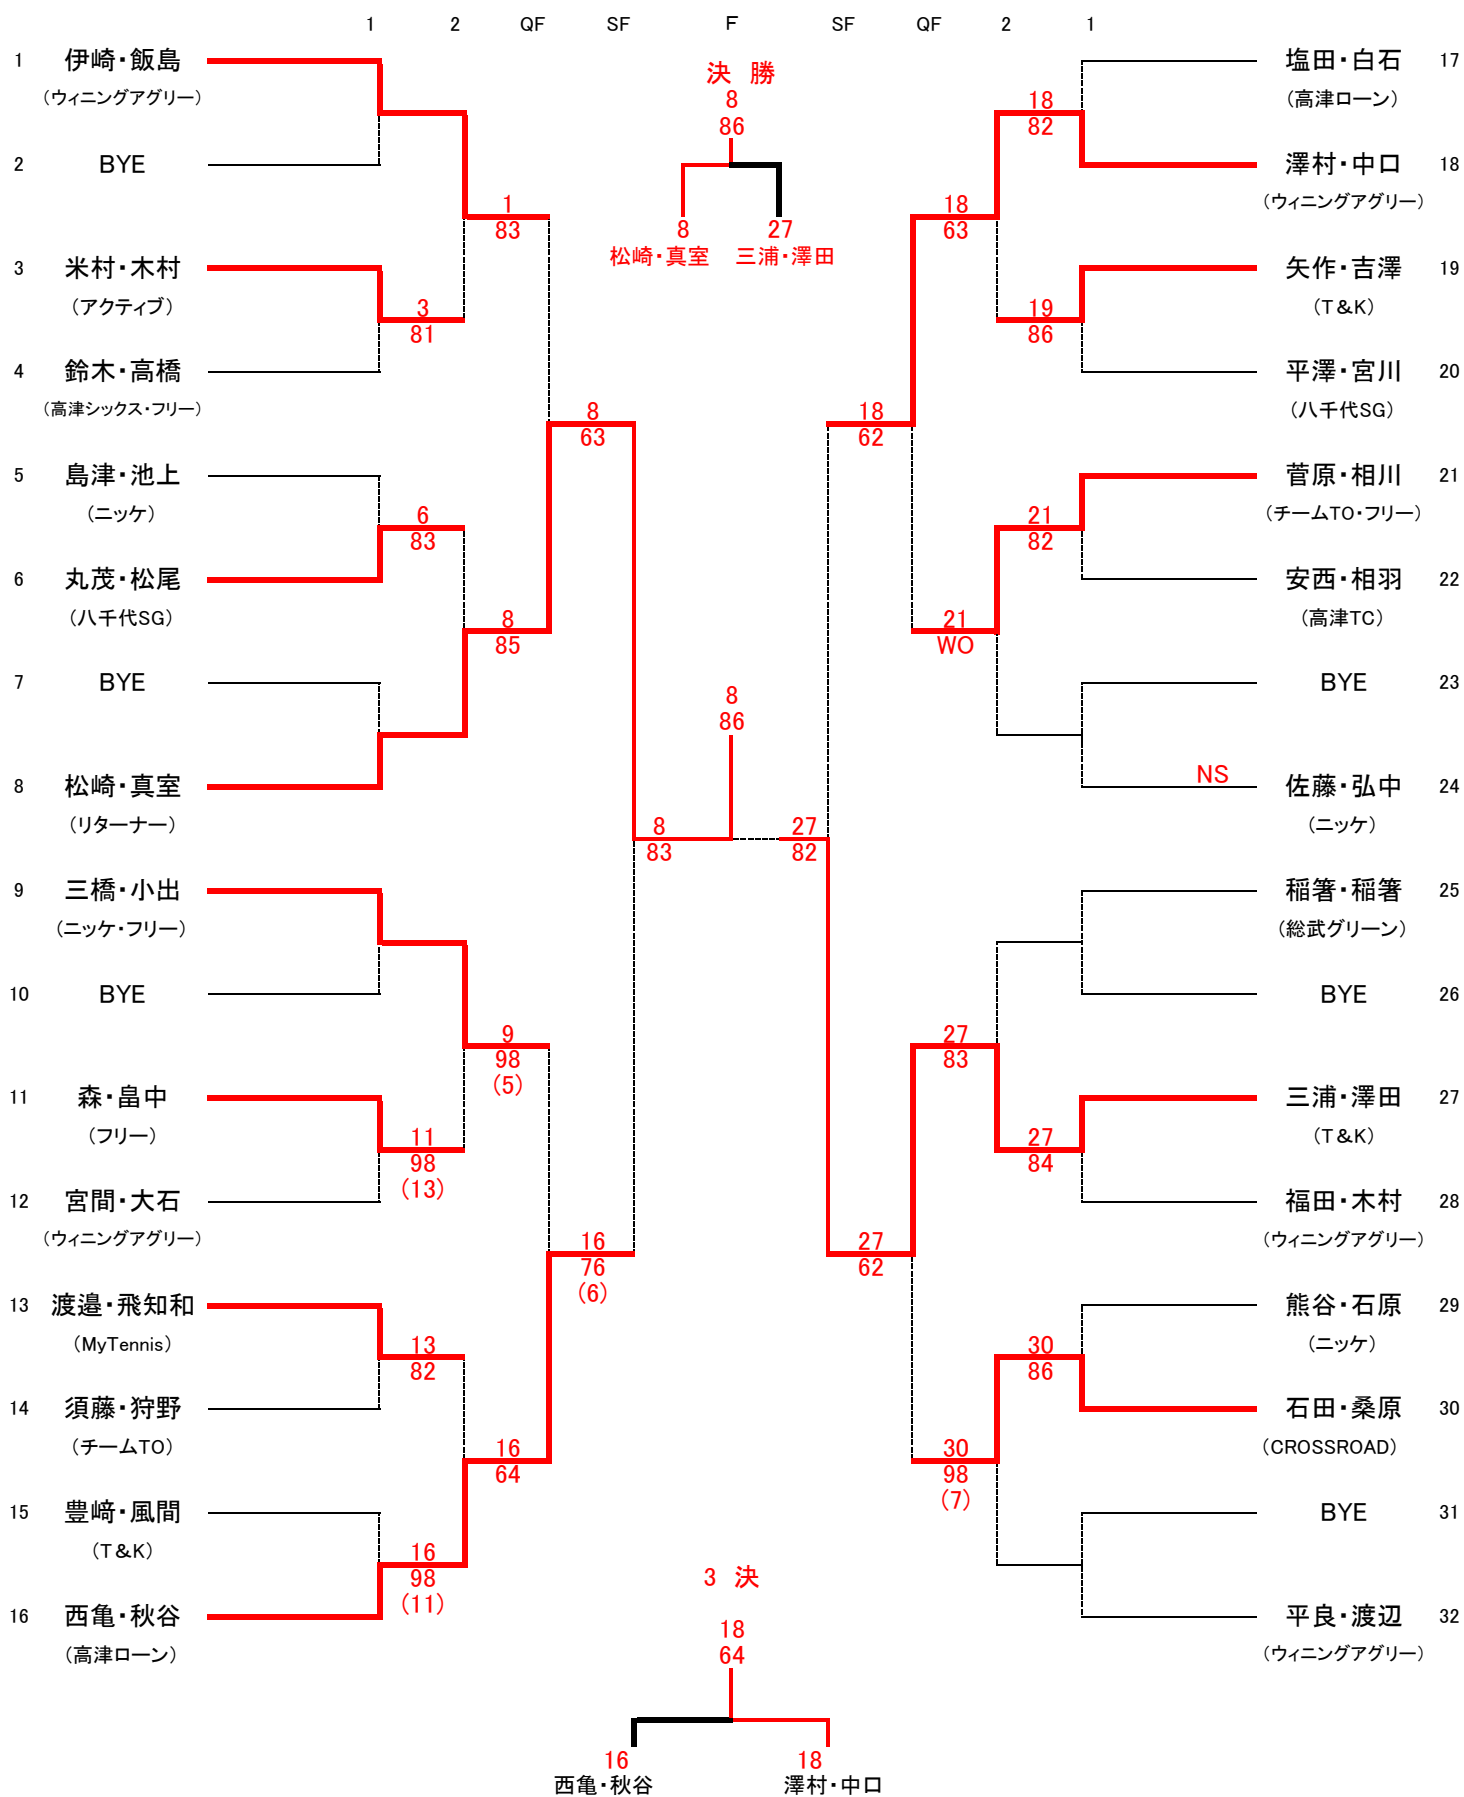 1 2 QF SF F SF QF 2 1
決 勝
8
86
8 27
松崎・真室 三浦・澤田
1 伊崎・飯島
(ウィニングアグリー)
2 BYE
1
83
3 米村・木村
(アクティブ)
3
81
4 鈴木・高橋
(高津シックス・フリー)
8
63
5 島津・池上
(ニッケ)
6
83
6 丸茂・松尾
(八千代SG)
8
85
7 BYE
8 松崎・真室
(リターナー)
8
83
8
86
9 三橋・小出
(ニッケ・フリー)
10 BYE
9
98
(5)
11 森・畠中
(フリー)
11
98
(13)
12 宮間・大石
(ウィニングアグリー)
16
76
(6)
13 渡邉・飛知和
(MyTennis)
13
82
14 須藤・狩野
(チームTO)
16
64
15 豊﨑・風間
(T&K)
16
98
(11)
16 西亀・秋谷
(高津ローン)
塩田・白石 17
(高津ローン)
18
82
澤村・中口 18
(ウィニングアグリー)
18
63
矢作・吉澤 19
(T&K)
19
86
平澤・宮川 20
(八千代SG)
18
62
菅原・相川 21
(チームTO・フリー)
21
82
安西・相羽 22
(高津TC)
21
WO
BYE 23
NS
佐藤・弘中 24
(ニッケ)
27
82
稲箸・稲箸 25
(総武グリーン)
BYE 26
27
83
三浦・澤田 27
(T&K)
27
84
福田・木村 28
(ウィニングアグリー)
27
62
熊谷・石原 29
(ニッケ)
30
86
石田・桑原 30
(CROSSROAD)
30
98
(7)
BYE 31
平良・渡辺 32
(ウィニングアグリー)
3 決
18
64
16 18
西亀・秋谷 澤村・中口